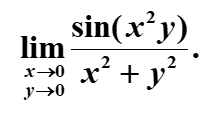 lim sin(x²y)
x→0 x² + y² .
y→0